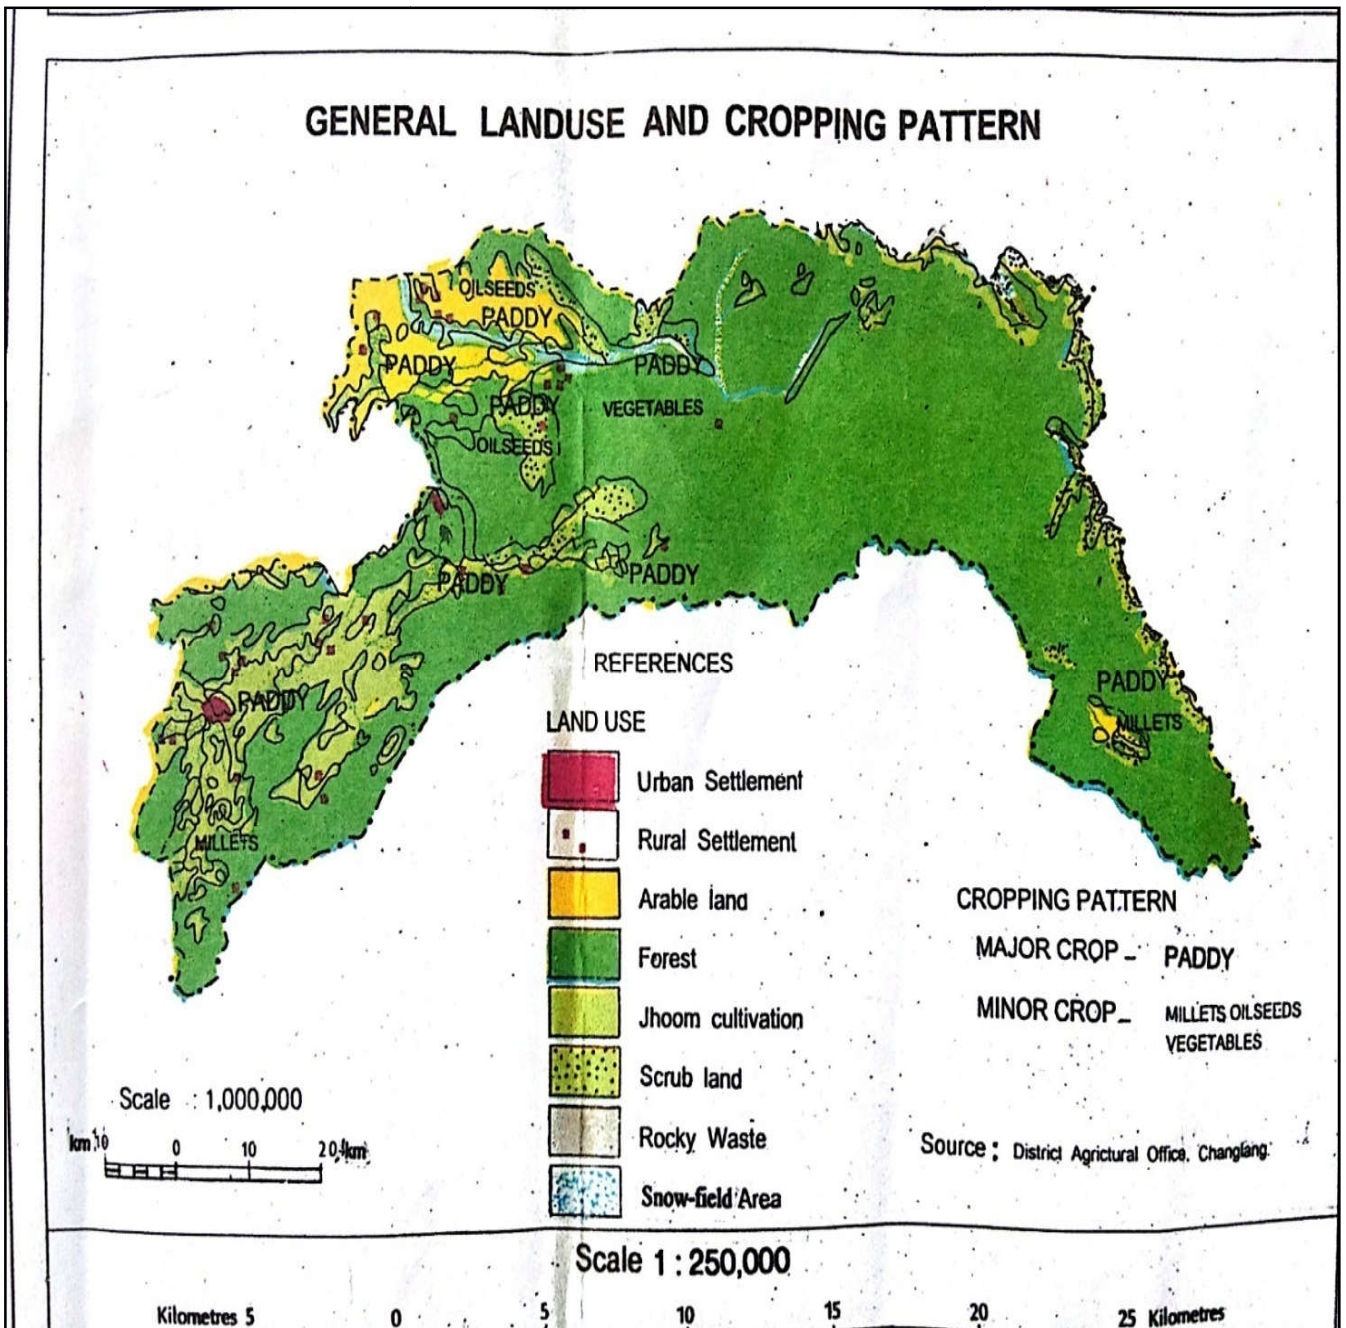 GENERAL LANDUSE AND CROPPING PATTERN
OILSEEDS
PADDY
PADDY
PADDY
PADDY
VEGETABLES
OILSEEDS
PADDY
PADDY
PADDY
MILLETS
PADDY
MILLETS
REFERENCES
LAND USE
Urban Settlement
Rural Settlement
Arable land
Forest
Jhoom cultivation
Scrub land
Rocky Waste
Snow-field Area
CROPPING PATTERN
MAJOR CROP - PADDY
MINOR CROP - MILLETS OILSEEDS
VEGETABLES
Scale : 1,000,000
km 10 0 10 20 km
Source : District Agrictural Office, Changlang.
Scale 1 : 250,000
Kilometres 5 0 5 10 15 20 25 Kilometres